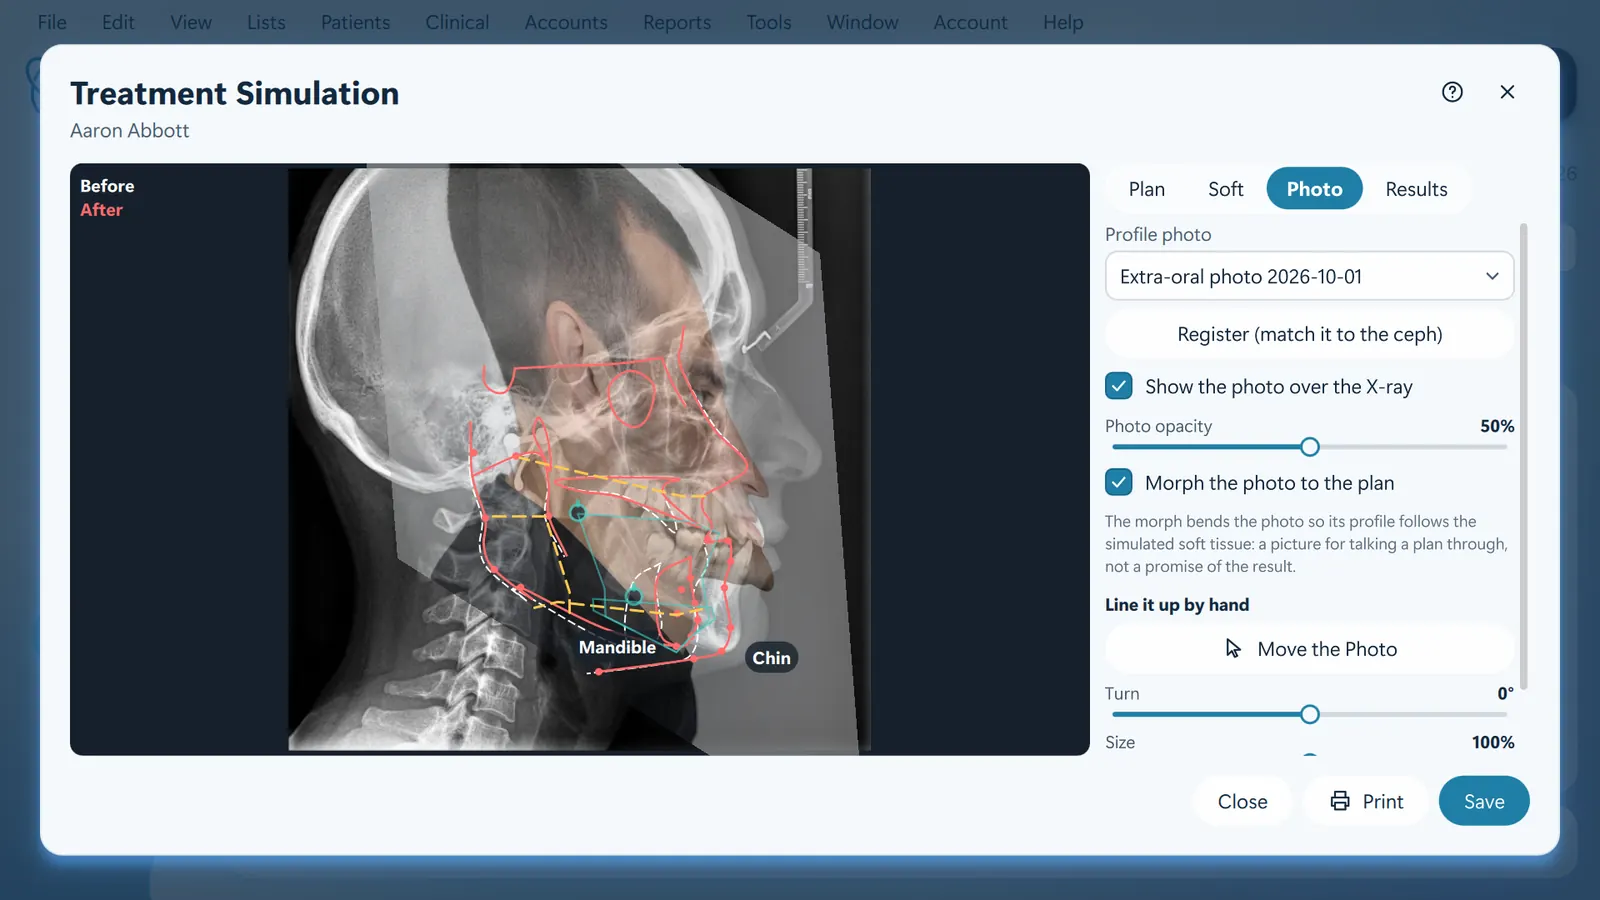 File Edit View Lists Patients Clinical Accounts Reports Tools Window Account Help
Treatment Simulation
Aaron Abbott
Before
After
Mandible
Chin
Plan Soft Photo Results
Profile photo
Extra-oral photo 2026-10-01
Register (match it to the ceph)
Show the photo over the X-ray
Photo opacity 50%
Morph the photo to the plan
The morph bends the photo so its profile follows the
simulated soft tissue: a picture for talking a plan through,
not a promise of the result.
Line it up by hand
Move the Photo
Turn 0°
Size 100%
Close Print Save